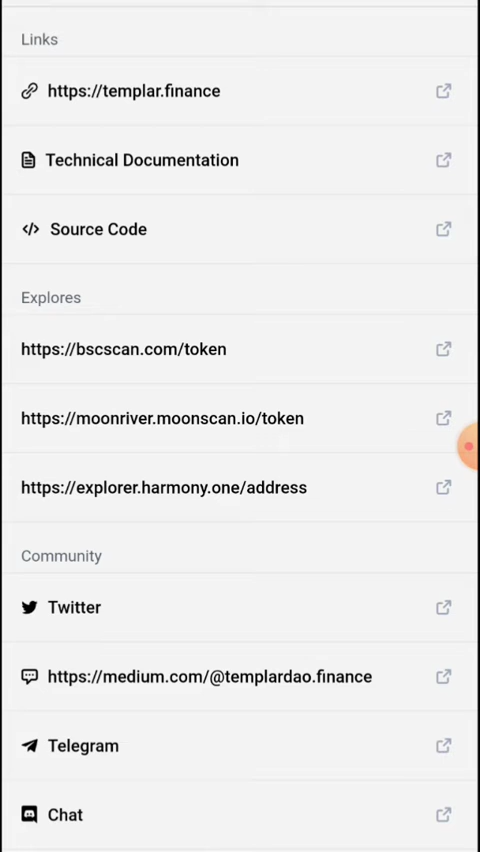 Links
https://templar.finance
Technical Documentation
Source Code
Explores
https://bscscan.com/token
https://moonriver.moonscan.io/token
https://explorer.harmony.one/address
Community
Twitter
https://medium.com/@templardao.finance
Telegram
Chat